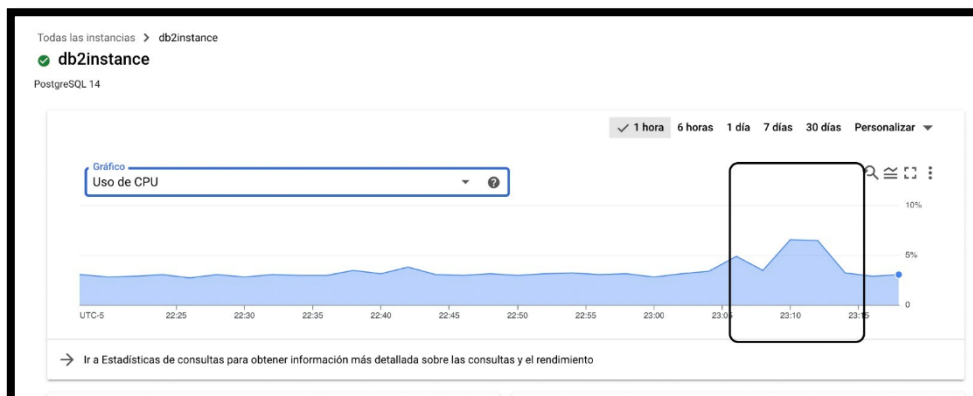 Todas las instancias > db2instance
db2instance
PostgreSQL 14
✓ 1 hora 6 horas 1 día 7 días 30 días Personalizar
Gráfico
Uso de CPU
10%
5%
0
UTC-5 22:25 22:30 22:35 22:40 22:45 22:50 22:55 23:00 23:05 23:10 23:15
→ Ir a Estadísticas de consultas para obtener información más detallada sobre las consultas y el rendimiento